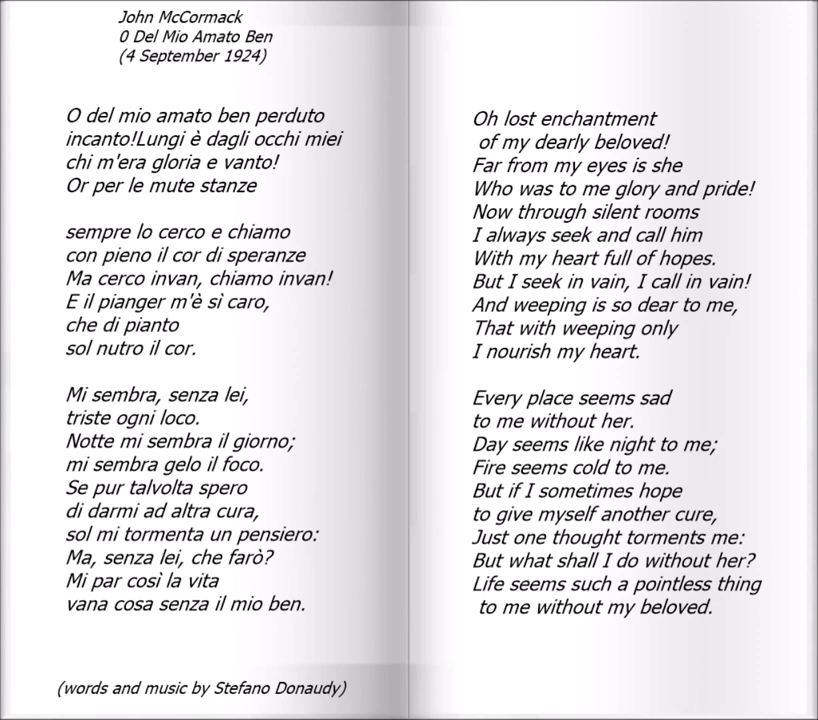 John McCormack
0 Del Mio Amato Ben
(4 September 1924)
O del mio amato ben perduto
incanto!Lungi è dagli occhi miei
chi m'era gloria e vanto!
Or per le mute stanze
sempre lo cerco e chiamo
con pieno il cor di speranze
Ma cerco invan, chiamo invan!
E il pianger m'è sì caro,
che di pianto
sol nutro il cor.
Mi sembra, senza lei,
triste ogni loco.
Notte mi sembra il giorno;
mi sembra gelo il foco.
Se pur talvolta spero
di darmi ad altra cura,
sol mi tormenta un pensiero:
Ma, senza lei, che farò?
Mi par così la vita
vana cosa senza il mio ben.
(words and music by Stefano Donaudy)
Oh lost enchantment
of my dearly beloved!
Far from my eyes is she
Who was to me glory and pride!
Now through silent rooms
I always seek and call him
With my heart full of hopes.
But I seek in vain, I call in vain!
And weeping is so dear to me,
That with weeping only
I nourish my heart.
Every place seems sad
to me without her.
Day seems like night to me;
Fire seems cold to me.
But if I sometimes hope
to give myself another cure,
Just one thought torments me:
But what shall I do without her?
Life seems such a pointless thing
to me without my beloved.